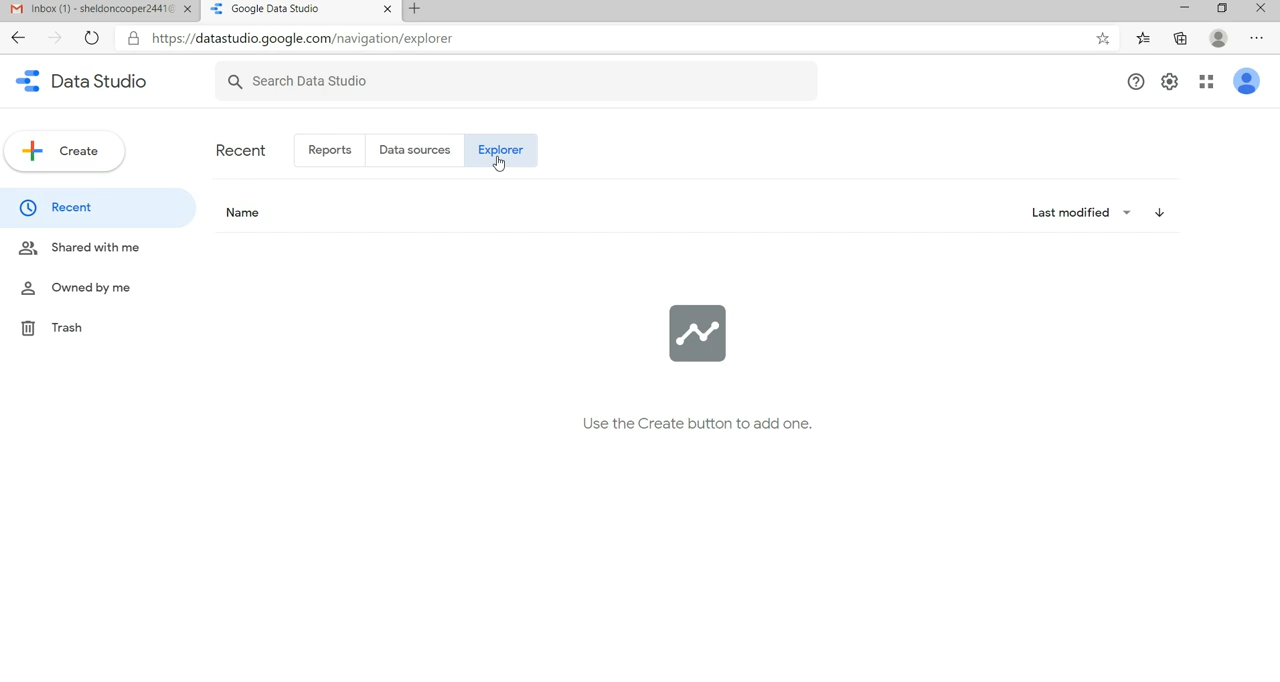 Inbox (1) - sheldoncooper2441@
Google Data Studio
https://datastudio.google.com/navigation/explorer
Data Studio
Search Data Studio
Create
Recent
Reports
Data sources
Explorer
Recent
Shared with me
Owned by me
Trash
Name
Last modified
Use the Create button to add one.